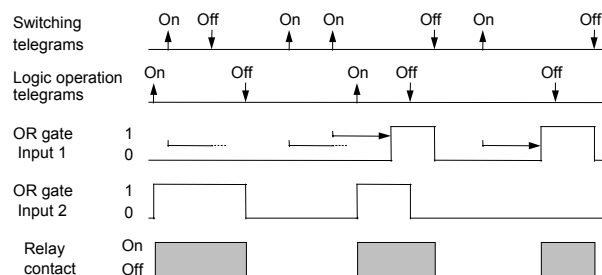 Switching
telegrams
On Off On On Off On Off
Logic operation
telegrams
On Off On Off Off
OR gate
Input 1
1
0
OR gate
Input 2
1
0
Relay
contact
On
Off